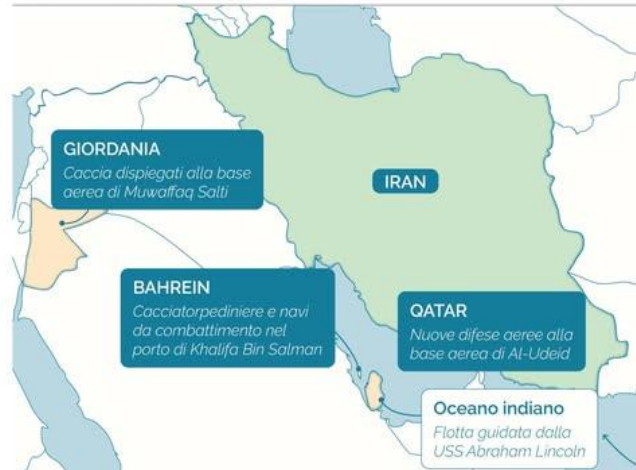 GIORDANIA
Caccia dispiegati alla base
aerea di Muwaffaq Salti
IRAN
BAHREIN
Cacciatorpediniere e navi
da combattimento nel
porto di Khalifa Bin Salman
QATAR
Nuove difese aeree alla
base aerea di Al-Udeid
Oceano indiano
Flotta guidata dalla
USS Abraham Lincoln